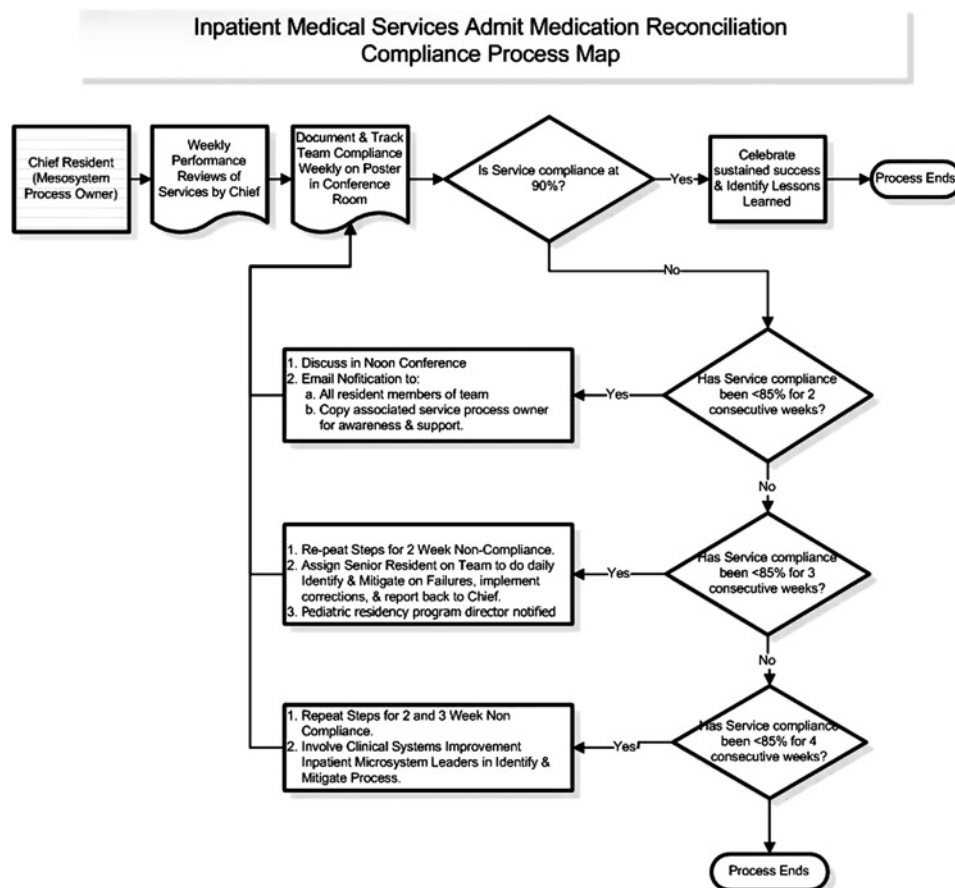 Inpatient Medical Services Admit Medication Reconciliation
Compliance Process Map
Chief Resident
(Mesosystem
Process Owner)
Weekly
Performance
Reviews of
Services by Chief
Document & Track
Team Compliance
Weekly on Poster
in Conference
Room
Is Service compliance at
90%?
Yes
Celebrate
sustained success
& Identify Lessons
Learned
Process Ends
No
Has Service compliance
been <85% for 2
consecutive weeks?
Yes
1. Discuss in Noon Conference
2. Email Nofitication to:
a. All resident members of team
b. Copy associated service process owner
for awareness & support.
No
Has Service compliance
been <85% for 3
consecutive weeks?
Yes
1. Re-peat Steps for 2 Week Non-Compliance.
2. Assign Senior Resident on Team to do daily
Identify & Mitigate on Failures, implement
corrections, & report back to Chief.
3. Pediatric residency program director notified
No
Has Service compliance
been <85% for 4
consecutive weeks?
Yes
1. Repeat Steps for 2 and 3 Week Non
Compliance.
2. Involve Clinical Systems Improvement
Inpatient Microsystem Leaders in Identify &
Mitigate Process.
Process Ends